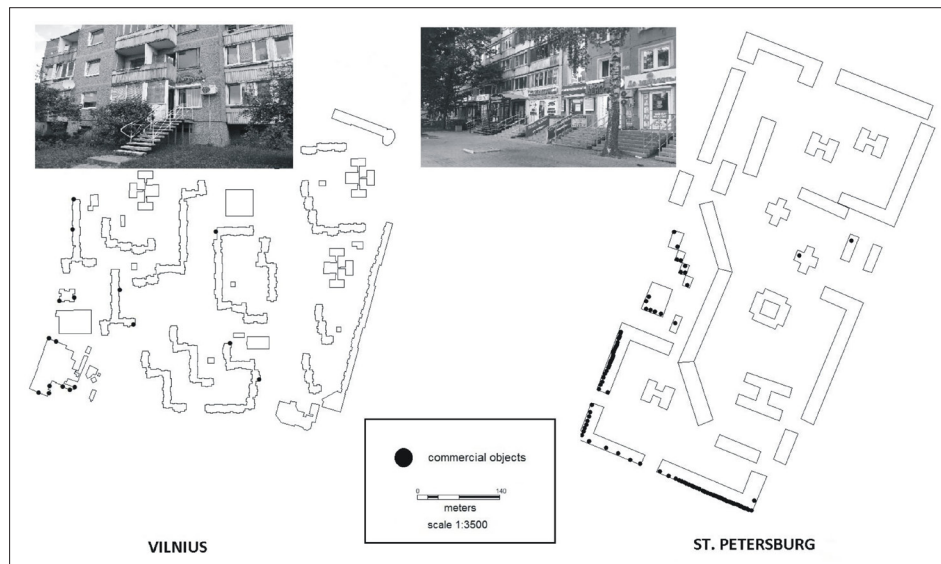 commercial objects
0 140
meters
scale 1:3500
VILNIUS
ST. PETERSBURG